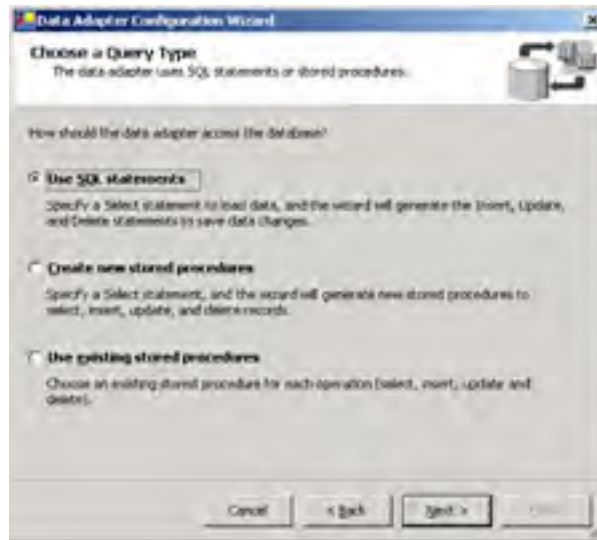 Data Adapter Configuration Wizard
Choose a Query Type
The data adapter uses SQL statements or stored procedures.
How should the data adapter access the database?
Use SQL statements
Specify a Select statement to load data, and the wizard will generate the Insert, Update,
and Delete statements to save data changes.
Create new stored procedures
Specify a Select statement, and the wizard will generate new stored procedures to
select, insert, update, and delete records.
Use existing stored procedures
Choose an existing stored procedure for each operation (select, insert, update and
delete).
Cancel
< Back
Next >